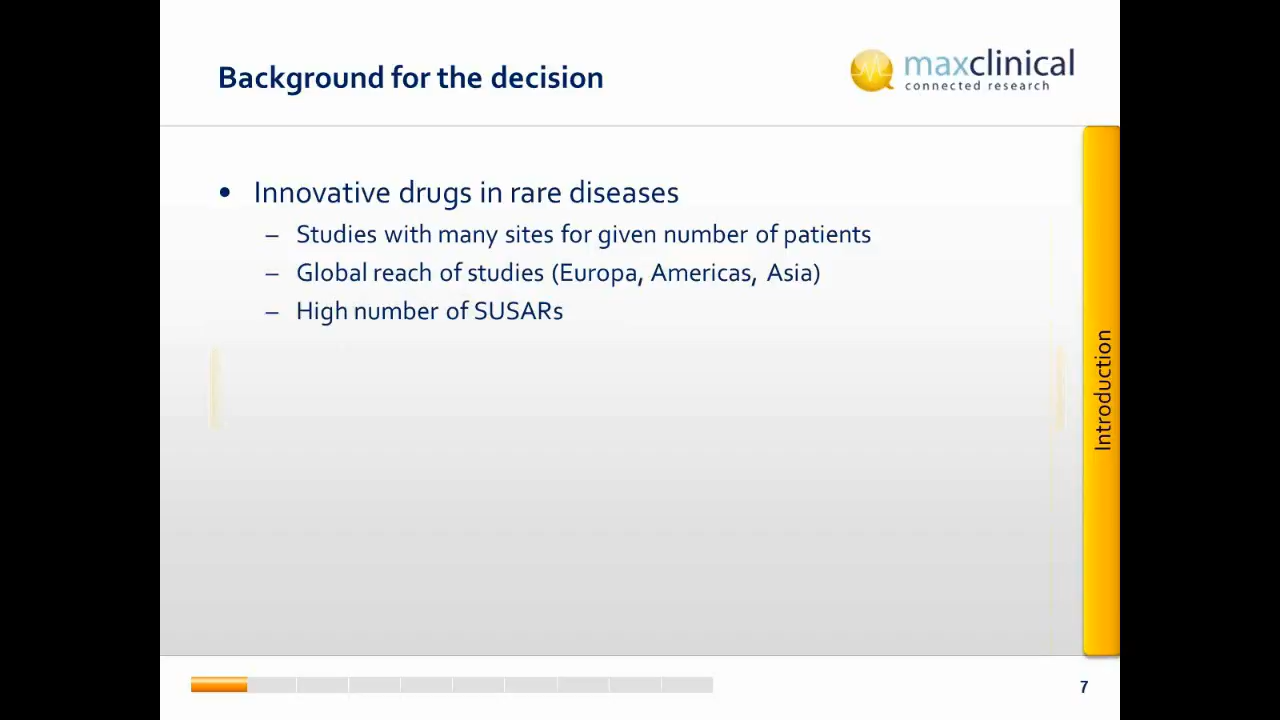 Background for the decision
maxclinical
connected research
• Innovative drugs in rare diseases
– Studies with many sites for given number of patients
– Global reach of studies (Europa, Americas, Asia)
– High number of SUSARs
Introduction
7